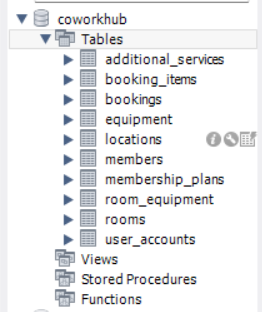 coworkhub
Tables
additional_services
booking_items
bookings
equipment
locations
members
membership_plans
room_equipment
rooms
user_accounts
Views
Stored Procedures
Functions